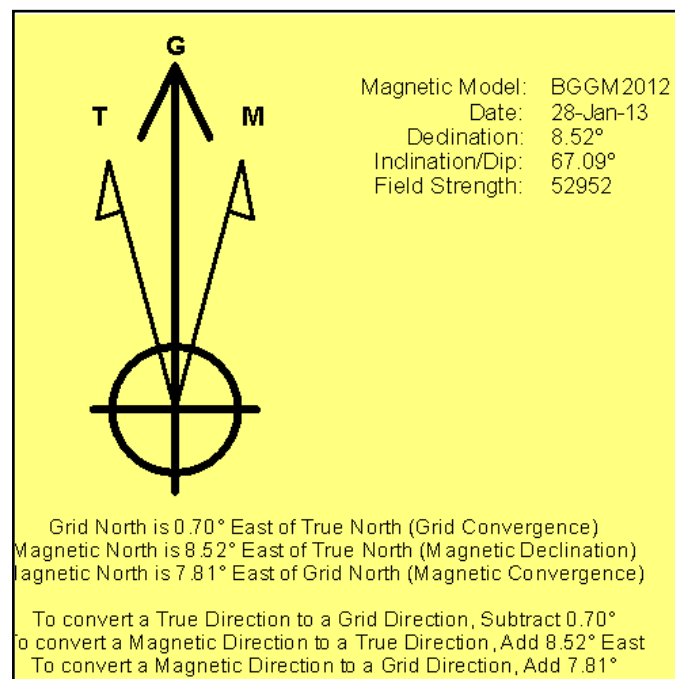 G
T
M
Magnetic Model: BGGM2012
Date: 28-Jan-13
Declination: 8.52°
Inclination/Dip: 67.09°
Field Strength: 52952
Grid North is 0.70° East of True North (Grid Convergence)
Magnetic North is 8.52° East of True North (Magnetic Declination)
Magnetic North is 7.81° East of Grid North (Magnetic Convergence)
To convert a True Direction to a Grid Direction, Subtract 0.70°
To convert a Magnetic Direction to a True Direction, Add 8.52° East
To convert a Magnetic Direction to a Grid Direction, Add 7.81°